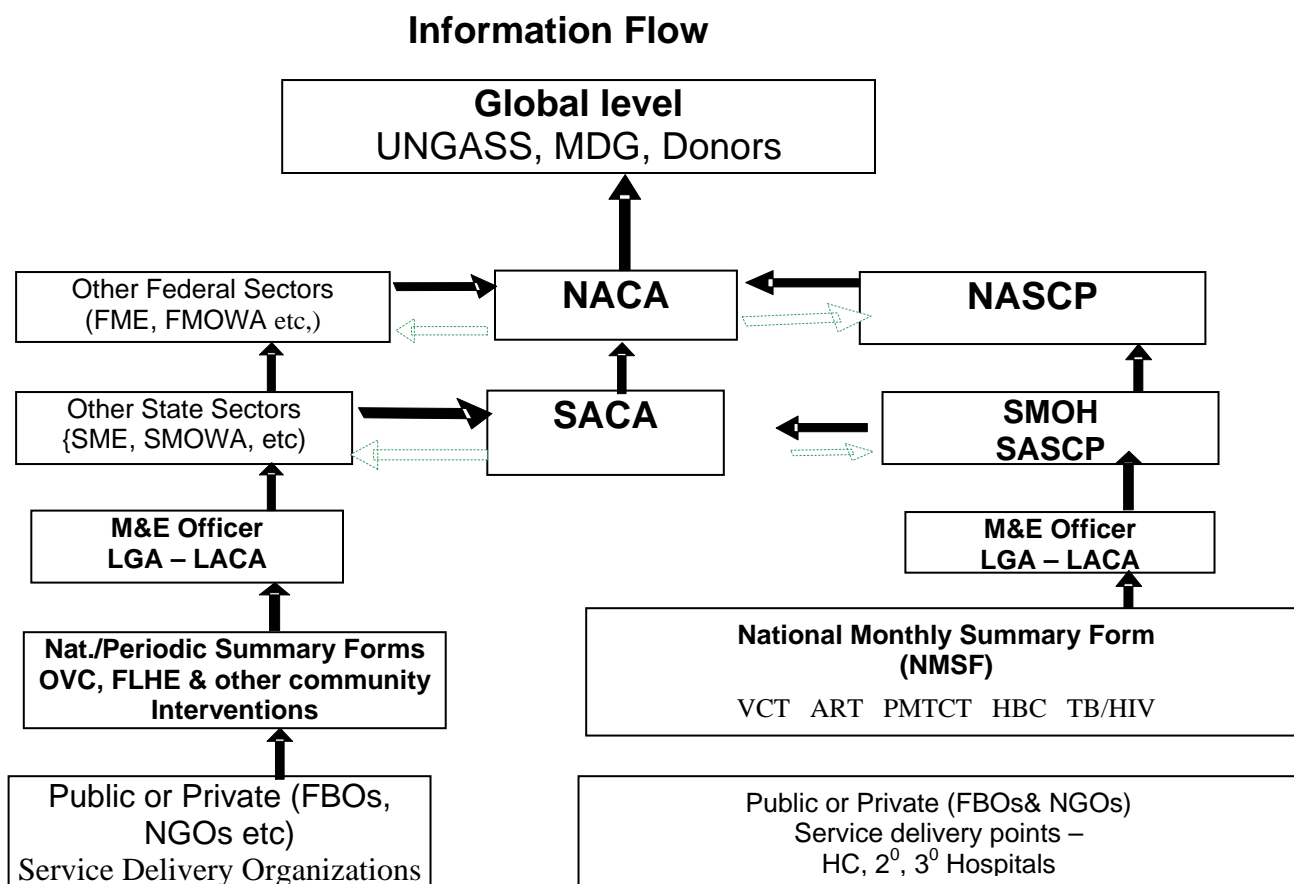 Information Flow
Global level
UNGASS, MDG, Donors
Other Federal Sectors
(FME, FMOWA etc,)
NACA
NASCP
Other State Sectors
{SME, SMOWA, etc)
SACA
SMOH
SASCP
M&E Officer
LGA – LACA
M&E Officer
LGA – LACA
Nat./Periodic Summary Forms
OVC, FLHE & other community
Interventions
National Monthly Summary Form
(NMSF)
VCT ART PMTCT HBC TB/HIV
Public or Private (FBOs,
NGOs etc)
Service Delivery Organizations
Public or Private (FBOs& NGOs)
Service delivery points –
HC, 2⁰, 3⁰ Hospitals